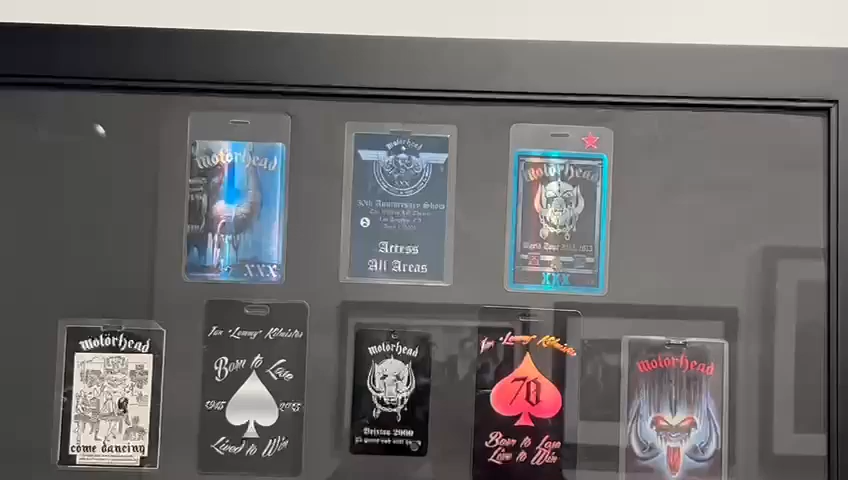 Motörhead
XXX
Motörhead
XXX
30th Anniversary Show
Access
All Areas
Motörhead
World Tour
XXX
Motörhead
come dancing
Ian "Lemmy" Kilmister
Born to Lose
1945 2015
Lived to Win
Motörhead
Brixton 2000
Ian "Lemmy" Kilmister
70
Born to Lose
Live to Win
Motörhead